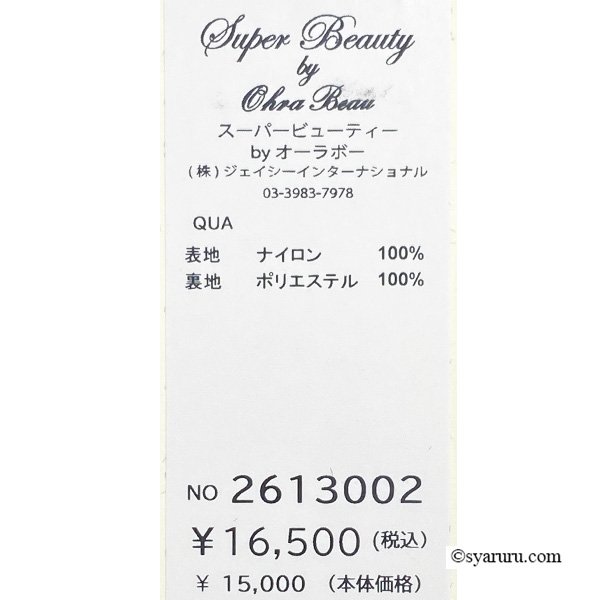 Super Beauty
by
Ohra Beau
スーパービューティー
by オーラボー
(株)ジェイシーインターナショナル
03-3983-7978
QUA
表地 ナイロン 100%
裏地 ポリエステル 100%
NO 2613002
¥16,500 (税込)
¥ 15,000 (本体価格)
©syaruru.com